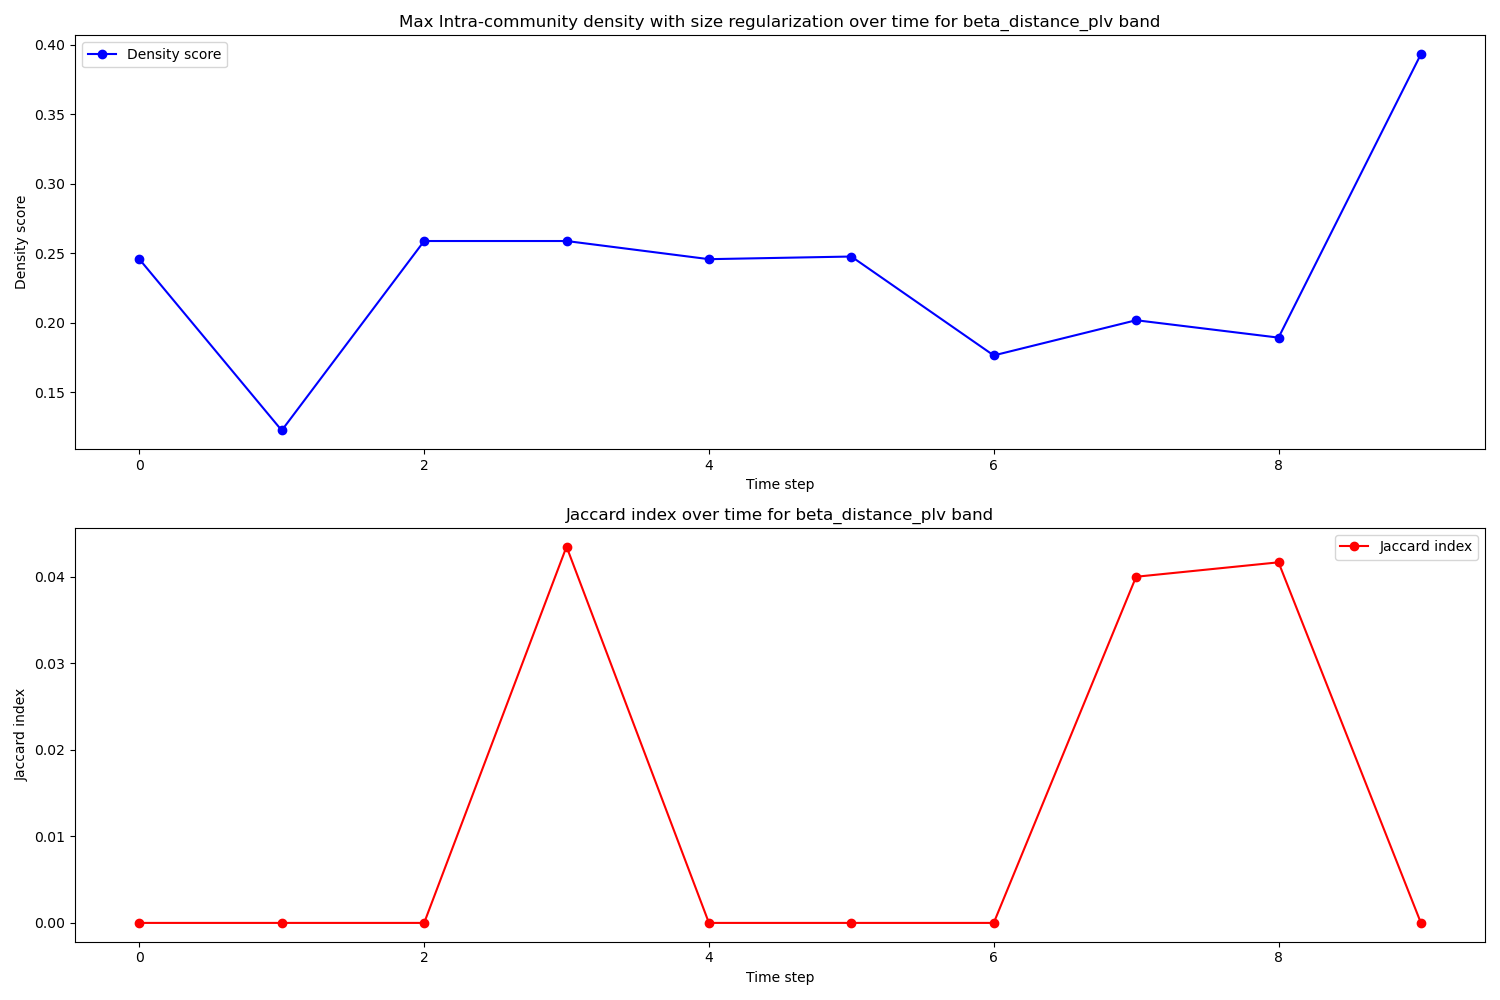 Max Intra-community density with size regularization over time for beta_distance_plv band
Density score
0.40
0.35
0.30
0.25
0.20
0.15
Density score
0
2
4
6
8
Time step
Jaccard index over time for beta_distance_plv band
Jaccard index
0.04
0.03
0.02
0.01
0.00
Jaccard index
0
2
4
6
8
Time step